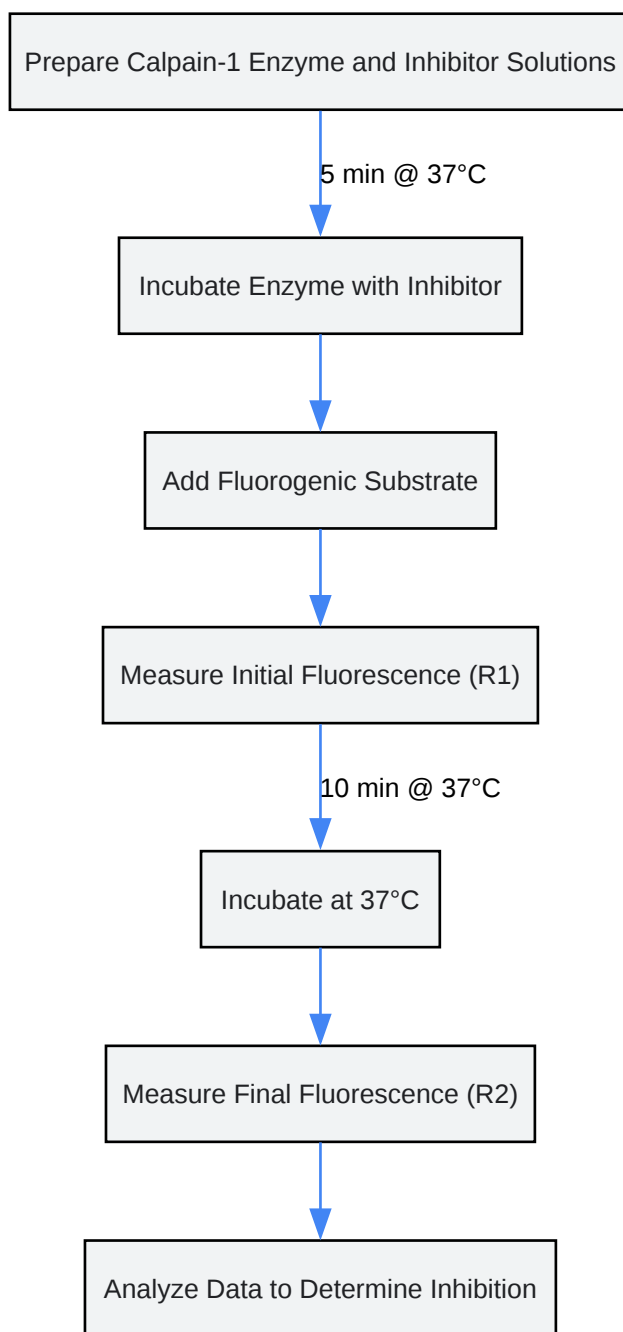 Prepare Calpain-1 Enzyme and Inhibitor Solutions
5 min @ 37°C
Incubate Enzyme with Inhibitor
Add Fluorogenic Substrate
Measure Initial Fluorescence (R1)
10 min @ 37°C
Incubate at 37°C
Measure Final Fluorescence (R2)
Analyze Data to Determine Inhibition